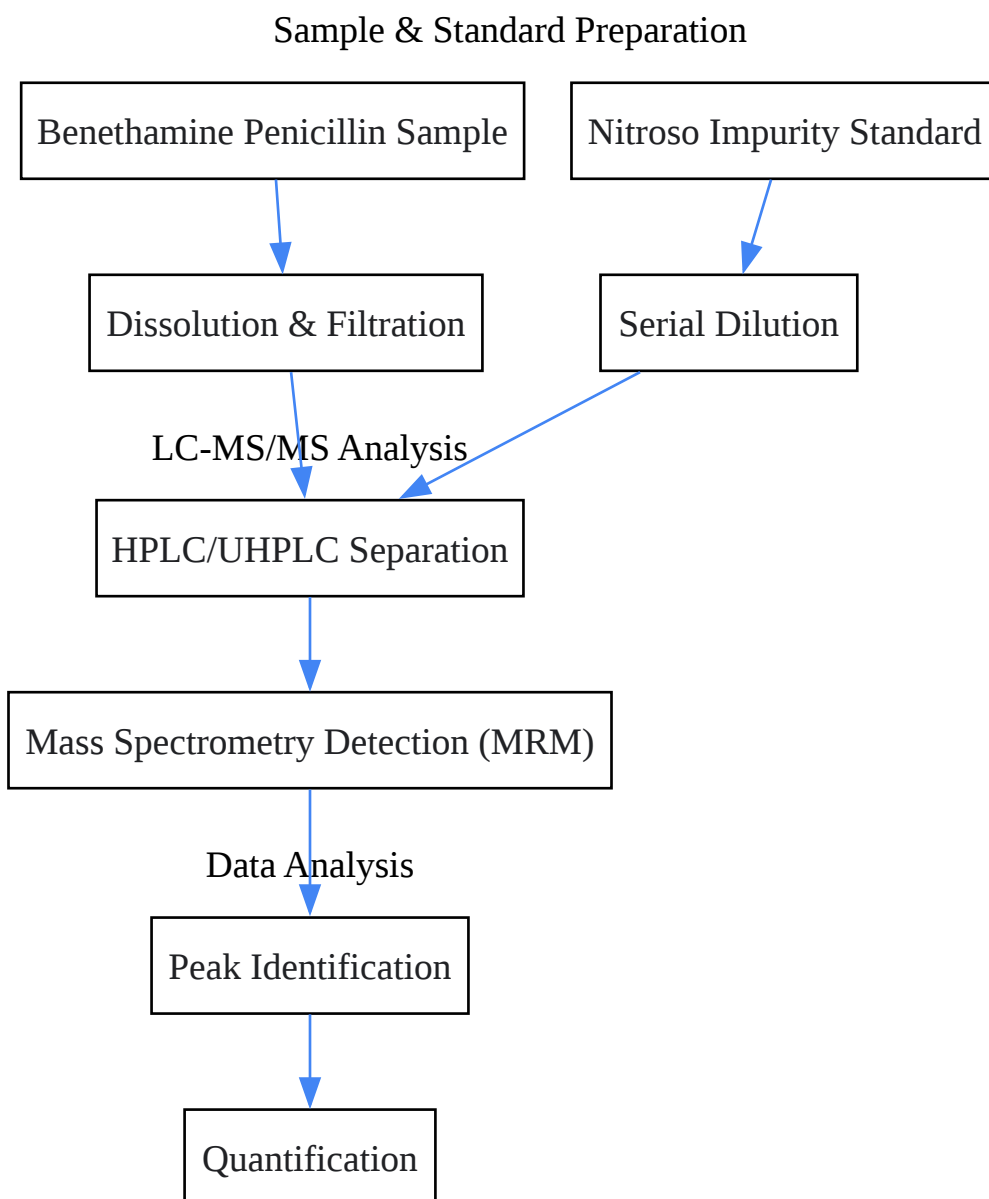 Sample & Standard Preparation
Benethamine Penicillin Sample
Nitroso Impurity Standard
Dissolution & Filtration
Serial Dilution
LC-MS/MS Analysis
HPLC/UHPLC Separation
Mass Spectrometry Detection (MRM)
Data Analysis
Peak Identification
Quantification